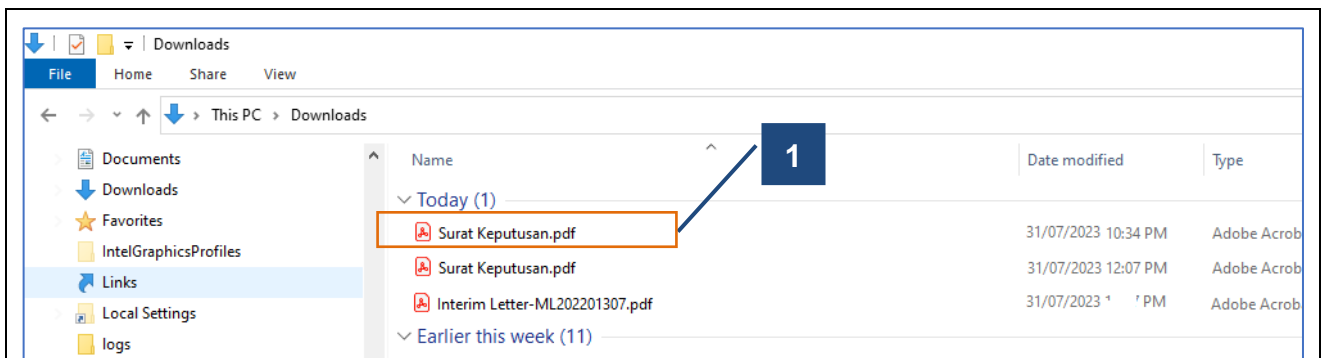 Downloads
File Home Share View
This PC > Downloads
Documents
Downloads
Favorites
IntelGraphicsProfiles
Links
Local Settings
logs
Name Date modified Type
1
Today (1)
Surat Keputusan.pdf 31/07/2023 10:34 PM Adobe Acrob
Surat Keputusan.pdf 31/07/2023 12:07 PM Adobe Acrob
Interim Letter-ML202201307.pdf 31/07/2023 PM Adobe Acrob
Earlier this week (11)